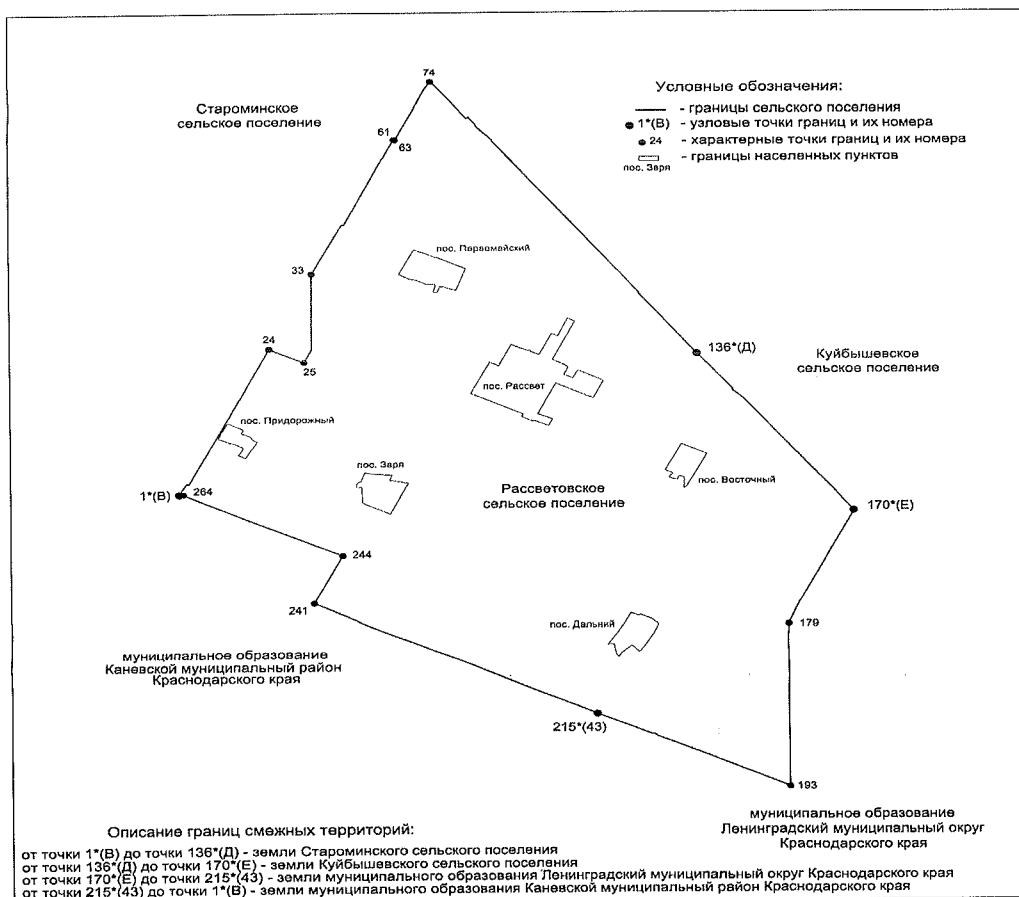 74
Староминское
сельское поселение
Условные обозначения:
- границы сельского поселения
1*(В) - узловые точки границ и их номера
24 - характерные точки границ и их номера
- границы населенных пунктов
пос. Заря
61
63
пос. Первомайский
33
24
25
136*(Д)
Куйбышевское
сельское поселение
пос. Рассвет
пос. Придорожный
пос. Заря
пос. Восточный
Рассветовское
сельское поселение
1*(В)
264
170*(Е)
244
241
179
пос. Дальний
муниципальное образование
Каневской муниципальный район
Краснодарского края
215*(43)
193
муниципальное образование
Ленинградский муниципальный округ
Краснодарского края
Описание границ смежных территорий:
от точки 1*(В) до точки 136*(Д) - земли Староминского сельского поселения
от точки 136*(Д) до точки 170*(Е) - земли Куйбышевского сельского поселения
от точки 170*(Е) до точки 215*(43) - земли муниципального образования Ленинградский муниципальный округ Краснодарского края
от точки 215*(43) до точки 1*(В) - земли муниципального образования Каневской муниципальный район Краснодарского края